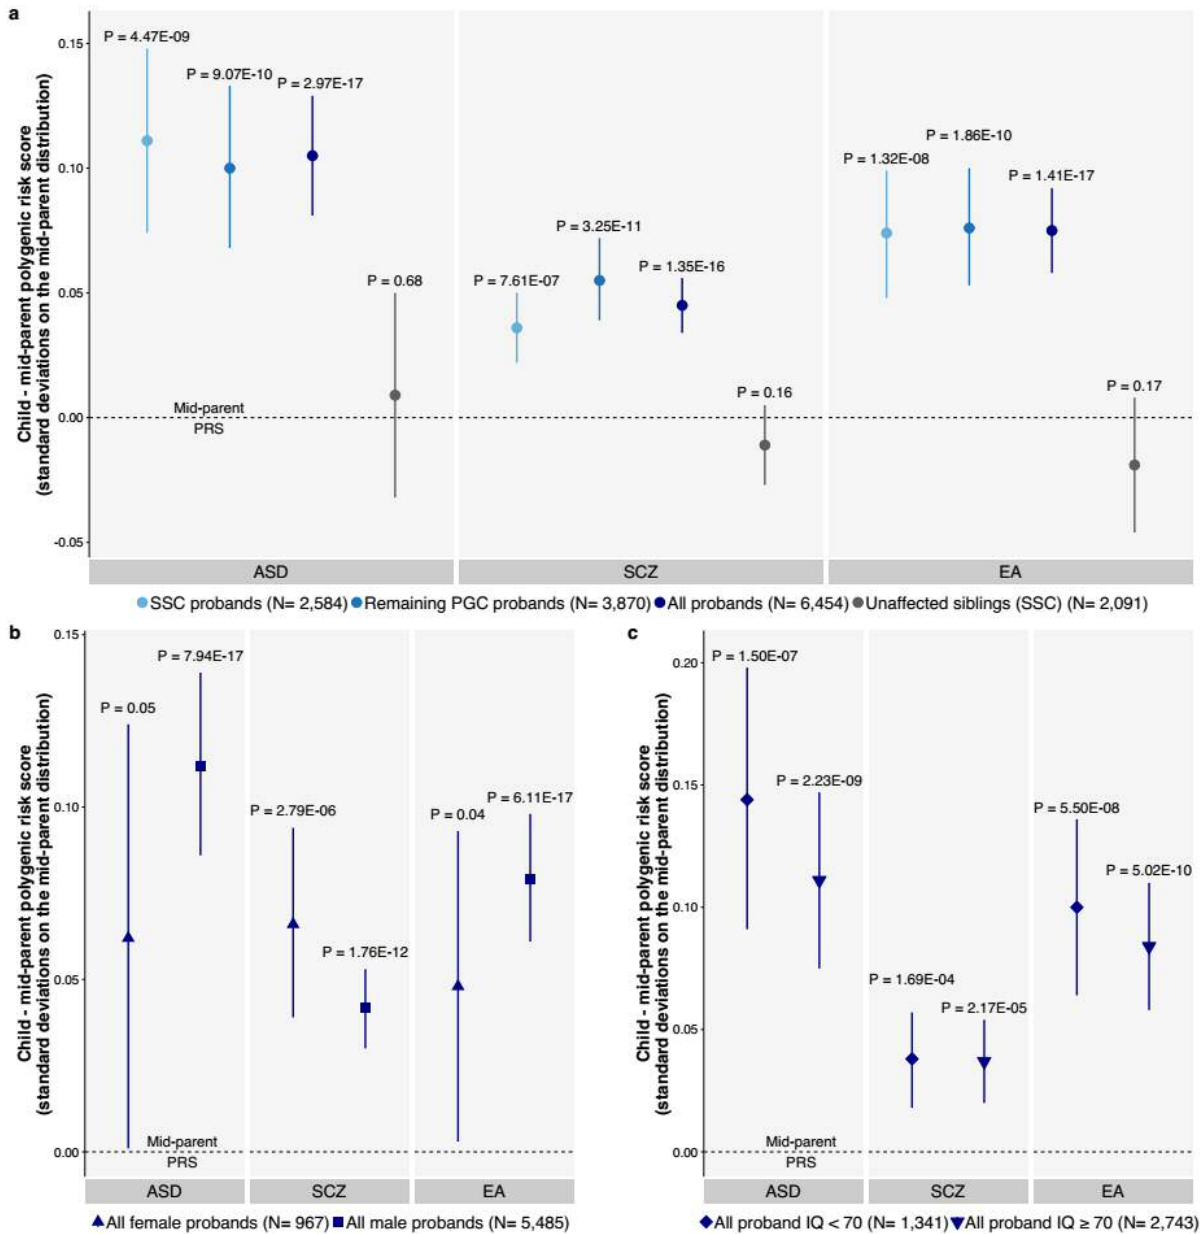 a
Child - mid-parent polygenic risk score
(standard deviations on the mid-parent distribution)
0.15
0.10
0.05
0.00
-0.05
P = 4.47E-09
P = 9.07E-10
P = 2.97E-17
P = 0.68
Mid-parent
PRS
P = 7.61E-07
P = 3.25E-11
P = 1.35E-16
P = 0.16
P = 1.32E-08
P = 1.86E-10
P = 1.41E-17
P = 0.17
ASD
SCZ
EA
SSC probands (N= 2,584) Remaining PGC probands (N= 3,870) All probands (N= 6,454) Unaffected siblings (SSC) (N= 2,091)
b
Child - mid-parent polygenic risk score
(standard deviations on the mid-parent distribution)
0.15
0.10
0.05
0.00
P = 0.05
P = 7.94E-17
P = 2.79E-06
P = 1.76E-12
P = 0.04
P = 6.11E-17
Mid-parent
PRS
ASD
SCZ
EA
All female probands (N= 967) All male probands (N= 5,485)
c
Child - mid-parent polygenic risk score
(standard deviations on the mid-parent distribution)
0.20
0.15
0.10
0.05
0.00
P = 1.50E-07
P = 2.23E-09
P = 1.69E-04
P = 2.17E-05
P = 5.50E-08
P = 5.02E-10
Mid-parent
PRS
ASD
SCZ
EA
All proband IQ < 70 (N= 1,341) All proband IQ ≥ 70 (N= 2,743)